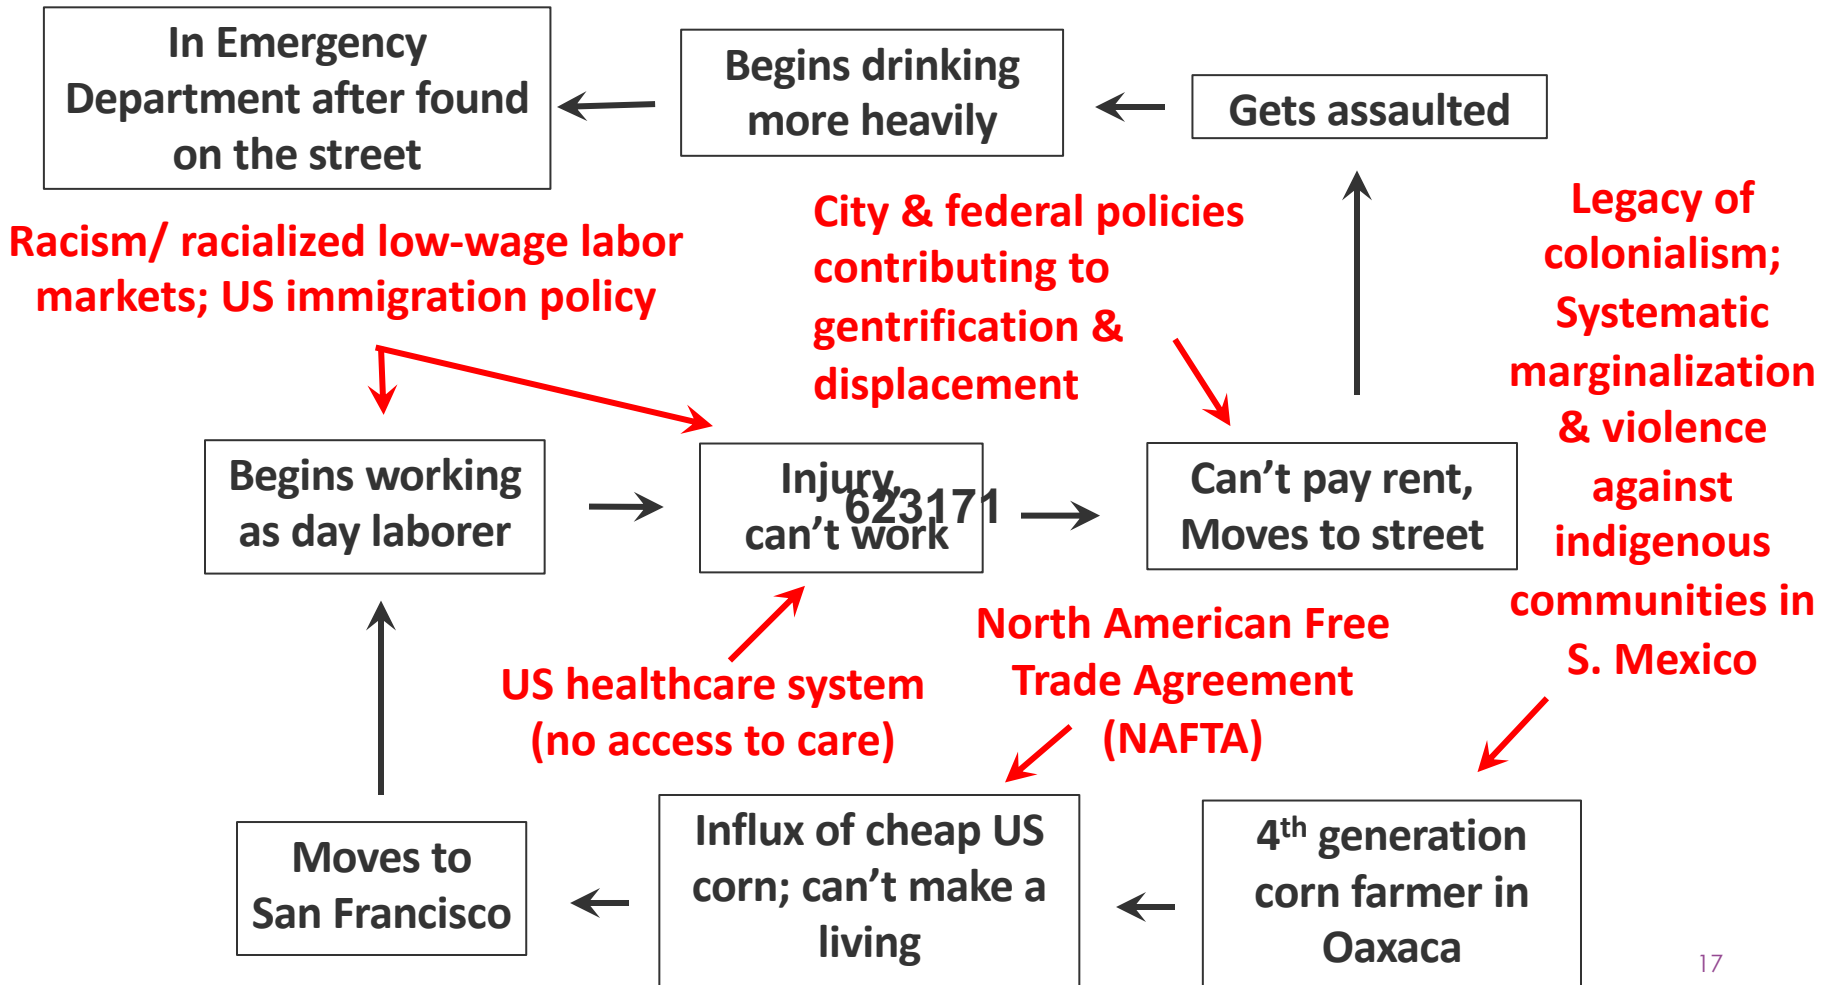 In Emergency
Department after found
on the street
Begins drinking
more heavily
Gets assaulted
Racism/ racialized low-wage labor
markets; US immigration policy
City & federal policies
contributing to
gentrification &
displacement
Legacy of
colonialism;
Systematic
marginalization
& violence
against
indigenous
communities in
S. Mexico
Begins working
as day laborer
Injury,
can't work
623171
Can't pay rent,
Moves to street
US healthcare system
(no access to care)
North American Free
Trade Agreement
(NAFTA)
Moves to
San Francisco
Influx of cheap US
corn; can't make a
living
4th generation
corn farmer in
Oaxaca
17